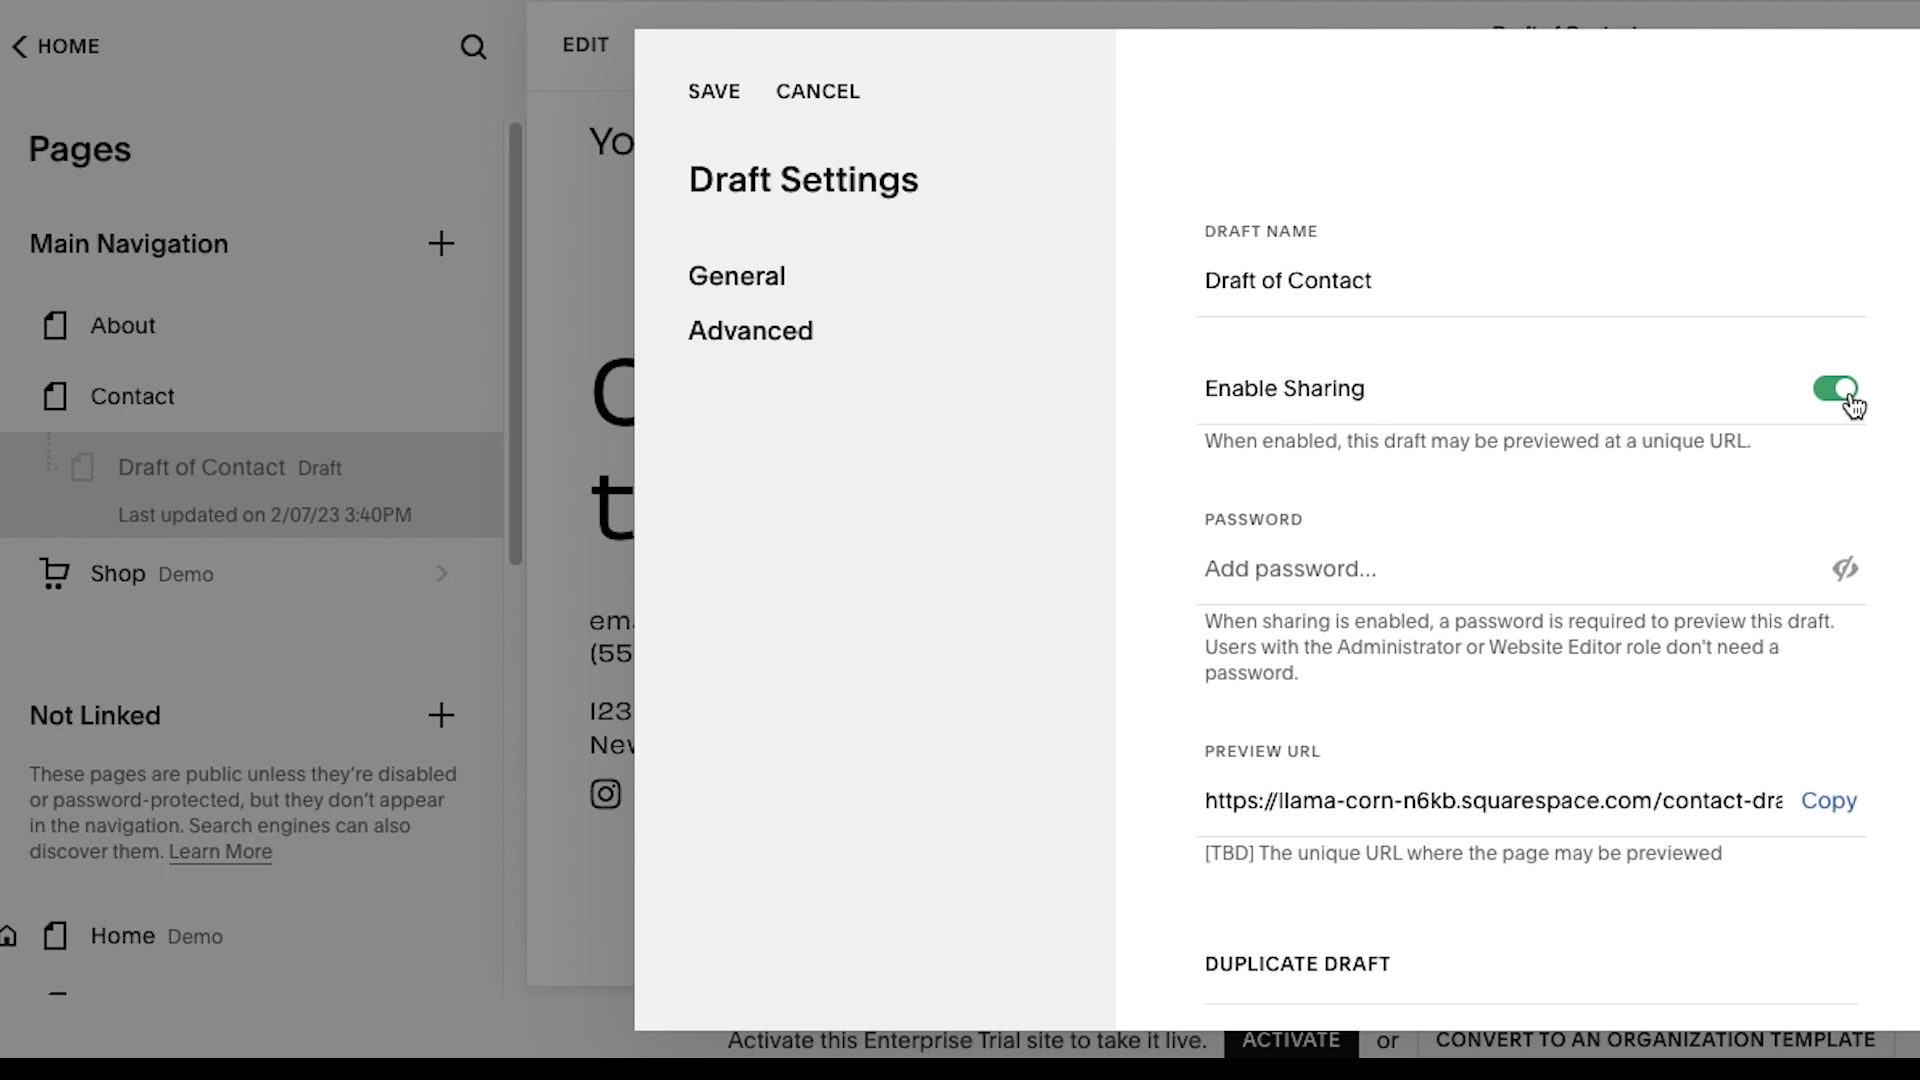 HOME
Pages
Main Navigation
About
Contact
Draft of Contact Draft
Last updated on 2/07/23 3:40PM
Shop Demo
Not Linked
These pages are public unless they’re disabled
or password-protected, but they don’t appear
in the navigation. Search engines can also
discover them. Learn More
Home Demo
EDIT
Yo
t
(55
123
SAVE CANCEL
Draft Settings
General
Advanced
DRAFT NAME
Draft of Contact
Enable Sharing
When enabled, this draft may be previewed at a unique URL.
PASSWORD
Add password...
When sharing is enabled, a password is required to preview this draft.
Users with the Administrator or Website Editor role don't need a
password.
PREVIEW URL
https://llama-corn-n6kb.squarespace.com/contact-dra Copy
[TBD] The unique URL where the page may be previewed
DUPLICATE DRAFT
Activate this Enterprise Trial site to take it live. ACTIVATE or CONVERT TO AN ORGANIZATION TEMPLATE